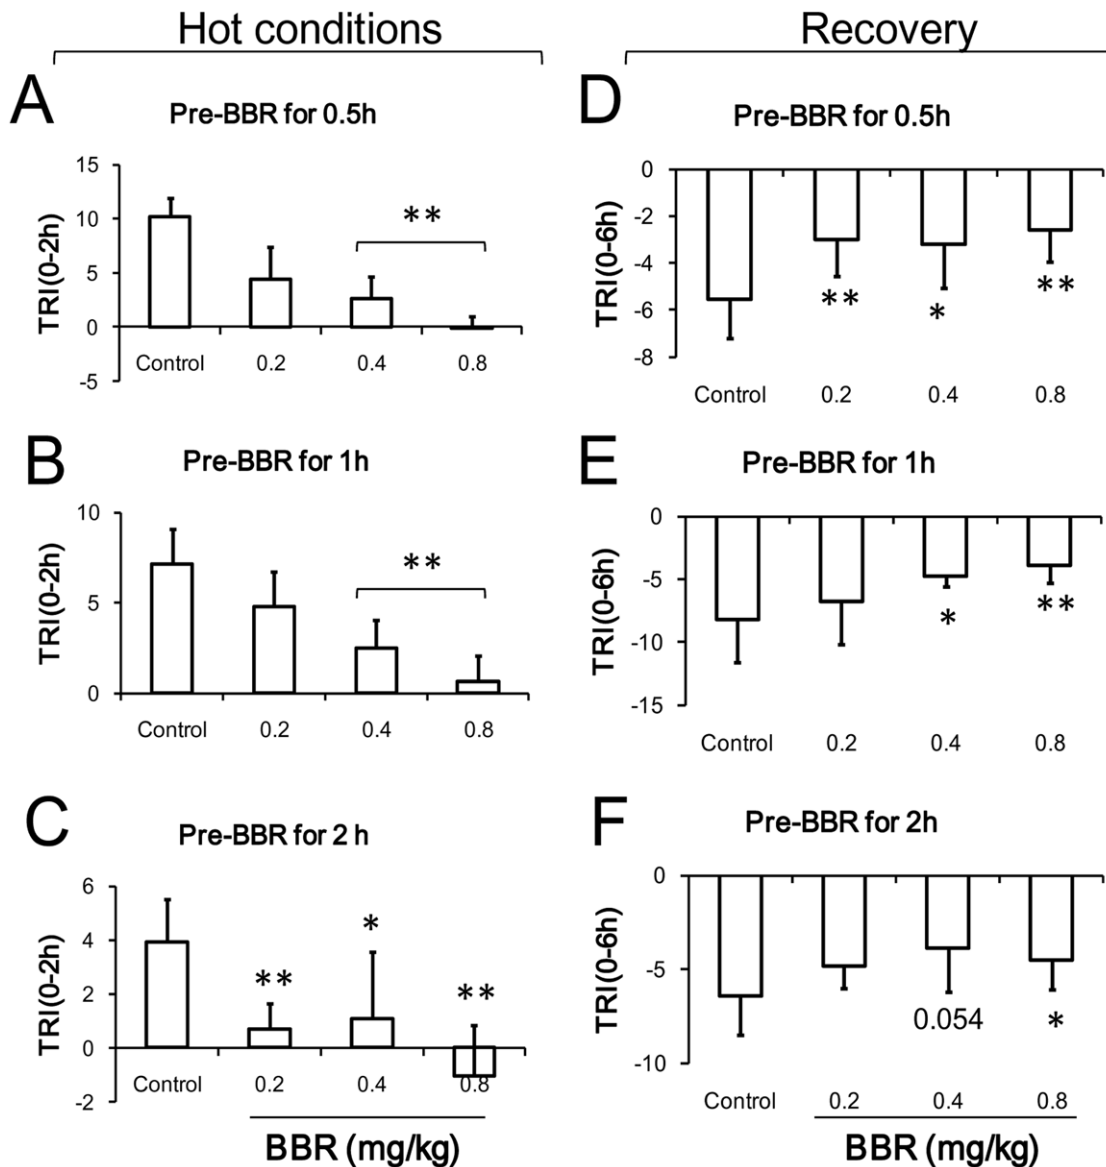 Hot conditions
Recovery
A
Pre-BBR for 0.5h
TRI(0-2h)
15
10
5
0
-5
**
Control 0.2 0.4 0.8
D
Pre-BBR for 0.5h
TRI(0-6h)
0
-2
-4
-6
-8
** * **
Control 0.2 0.4 0.8
B
Pre-BBR for 1h
TRI(0-2h)
10
5
0
**
Control 0.2 0.4 0.8
E
Pre-BBR for 1h
TRI(0-6h)
0
-5
-10
-15
* **
Control 0.2 0.4 0.8
C
Pre-BBR for 2 h
TRI(0-2h)
6
4
2
0
-2
** * **
Control 0.2 0.4 0.8
BBR (mg/kg)
F
Pre-BBR for 2h
TRI(0-6h)
0
-5
-10
0.054 *
Control 0.2 0.4 0.8
BBR (mg/kg)